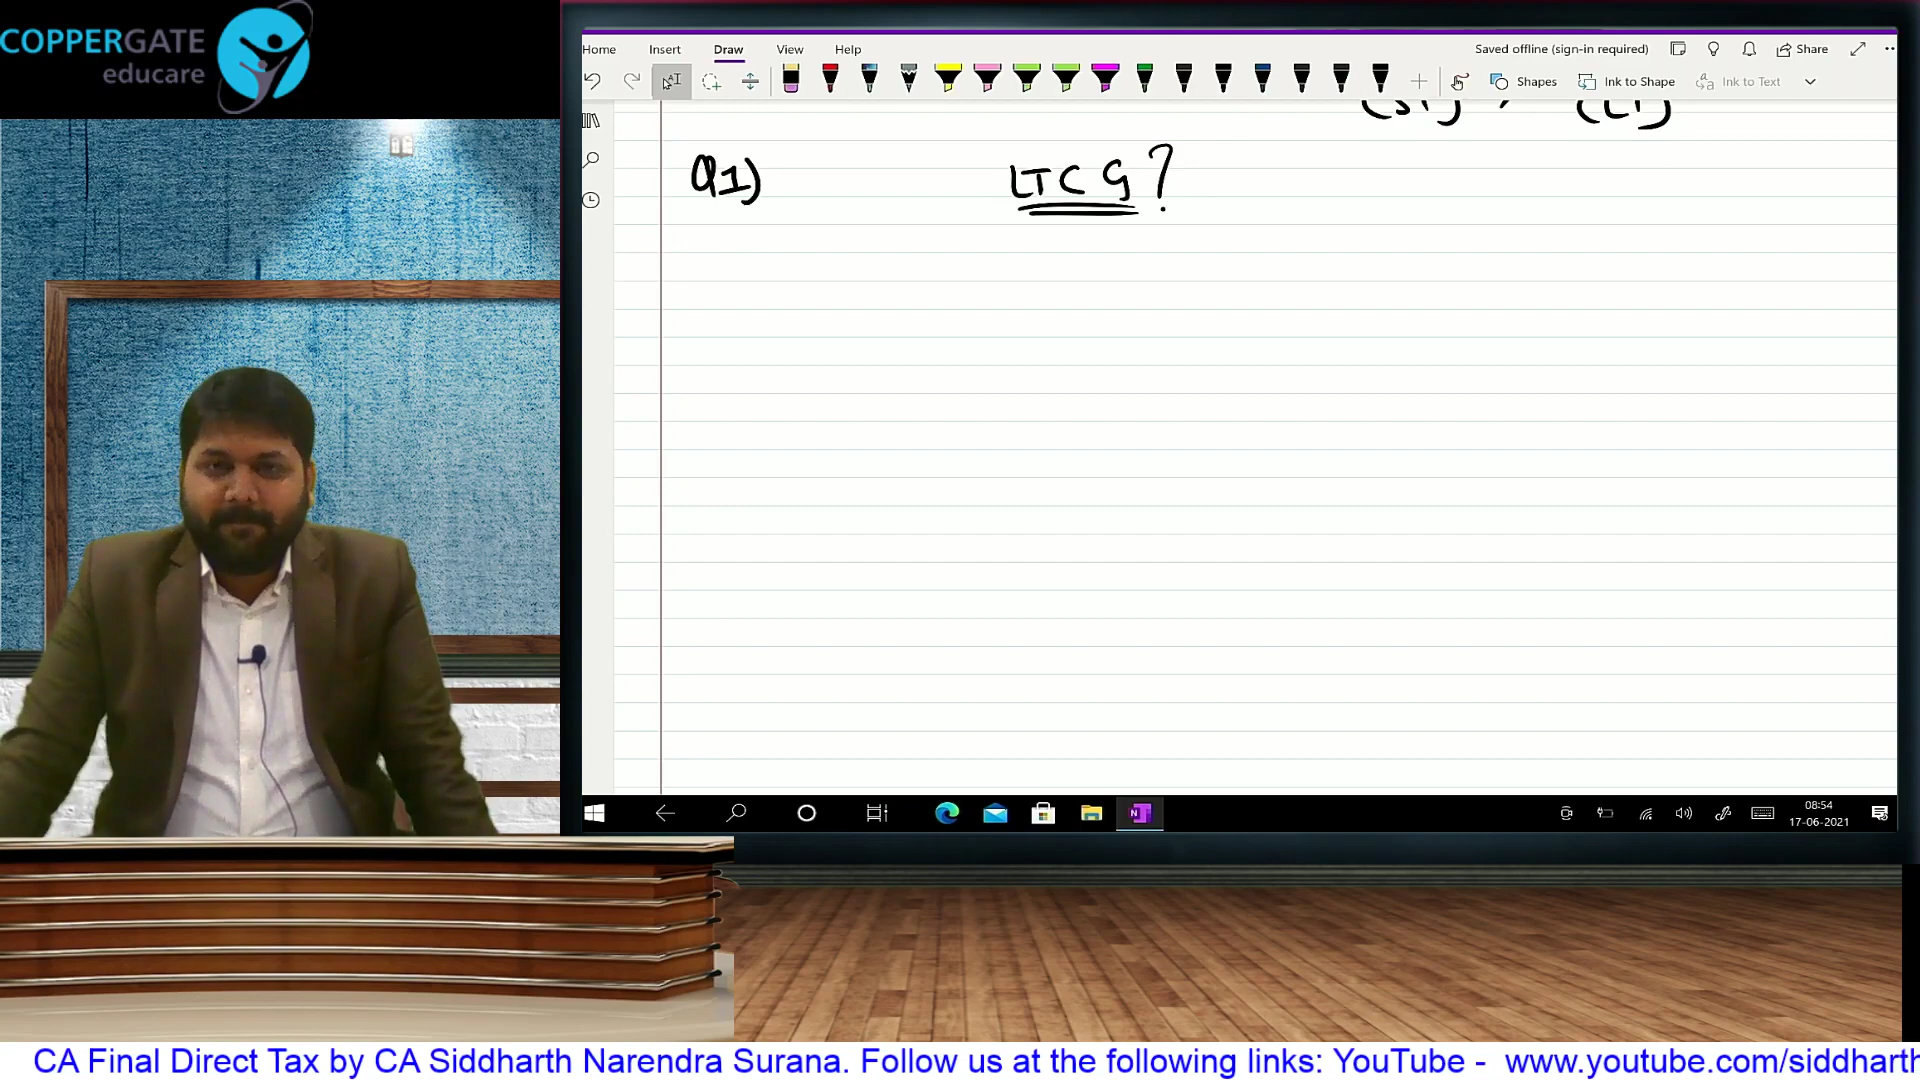 COPPERGATE
educare
Home Insert Draw View Help
Saved offline (sign-in required) Share
Shapes Ink to Shape Ink to Text
(ST) (LT)
Q1) LTCG?
08:54
17-06-2021
CA Final Direct Tax by CA Siddharth Narendra Surana. Follow us at the following links: YouTube - www.youtube.com/siddharth